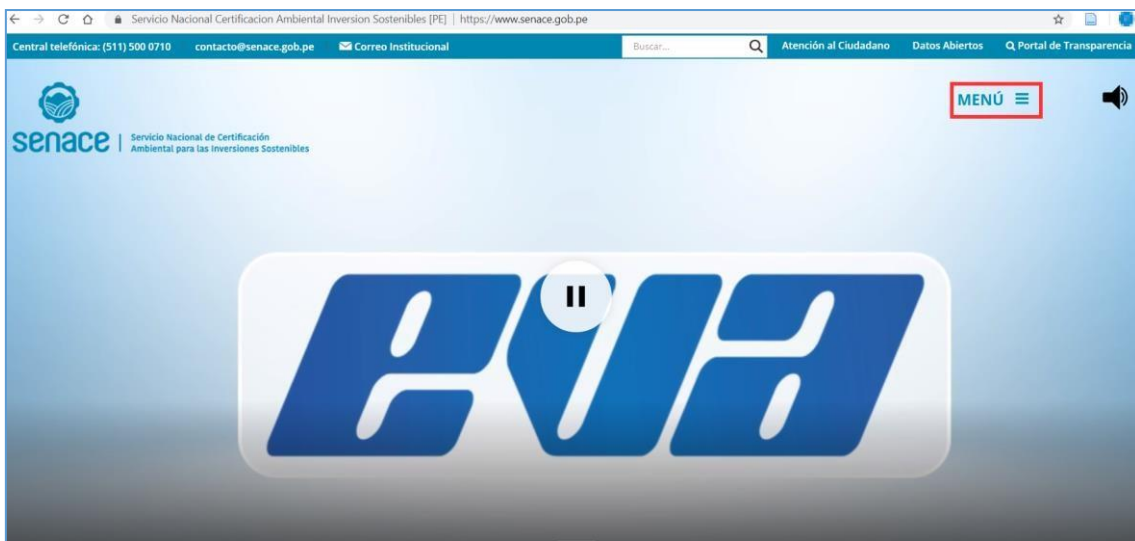 Servicio Nacional Certificacion Ambiental Inversion Sostenibles [PE] | https://www.senace.gob.pe
Central telefónica: (511) 500 0710 contacto@senace.gob.pe Correo Institucional Buscar... Atención al Ciudadano Datos Abiertos Portal de Transparencia
MENÚ
senace | Servicio Nacional de Certificación
Ambiental para las Inversiones Sostenibles
eva